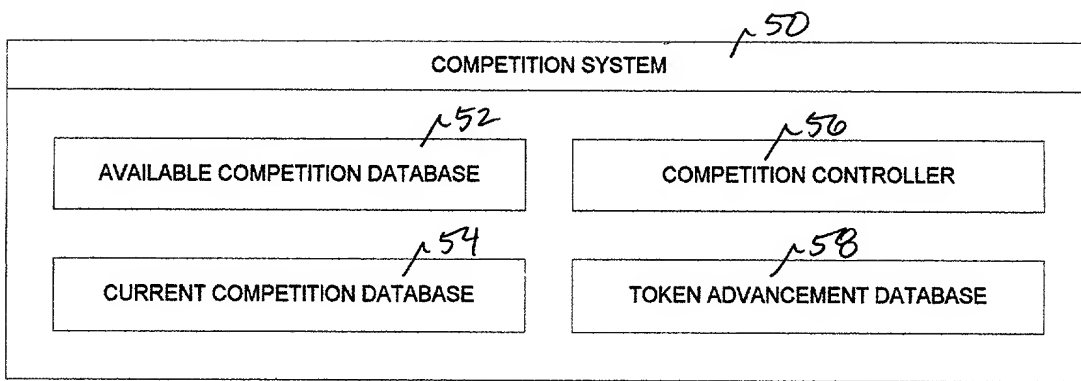 50
COMPETITION SYSTEM
52
56
AVAILABLE COMPETITION DATABASE
COMPETITION CONTROLLER
54
58
CURRENT COMPETITION DATABASE
TOKEN ADVANCEMENT DATABASE